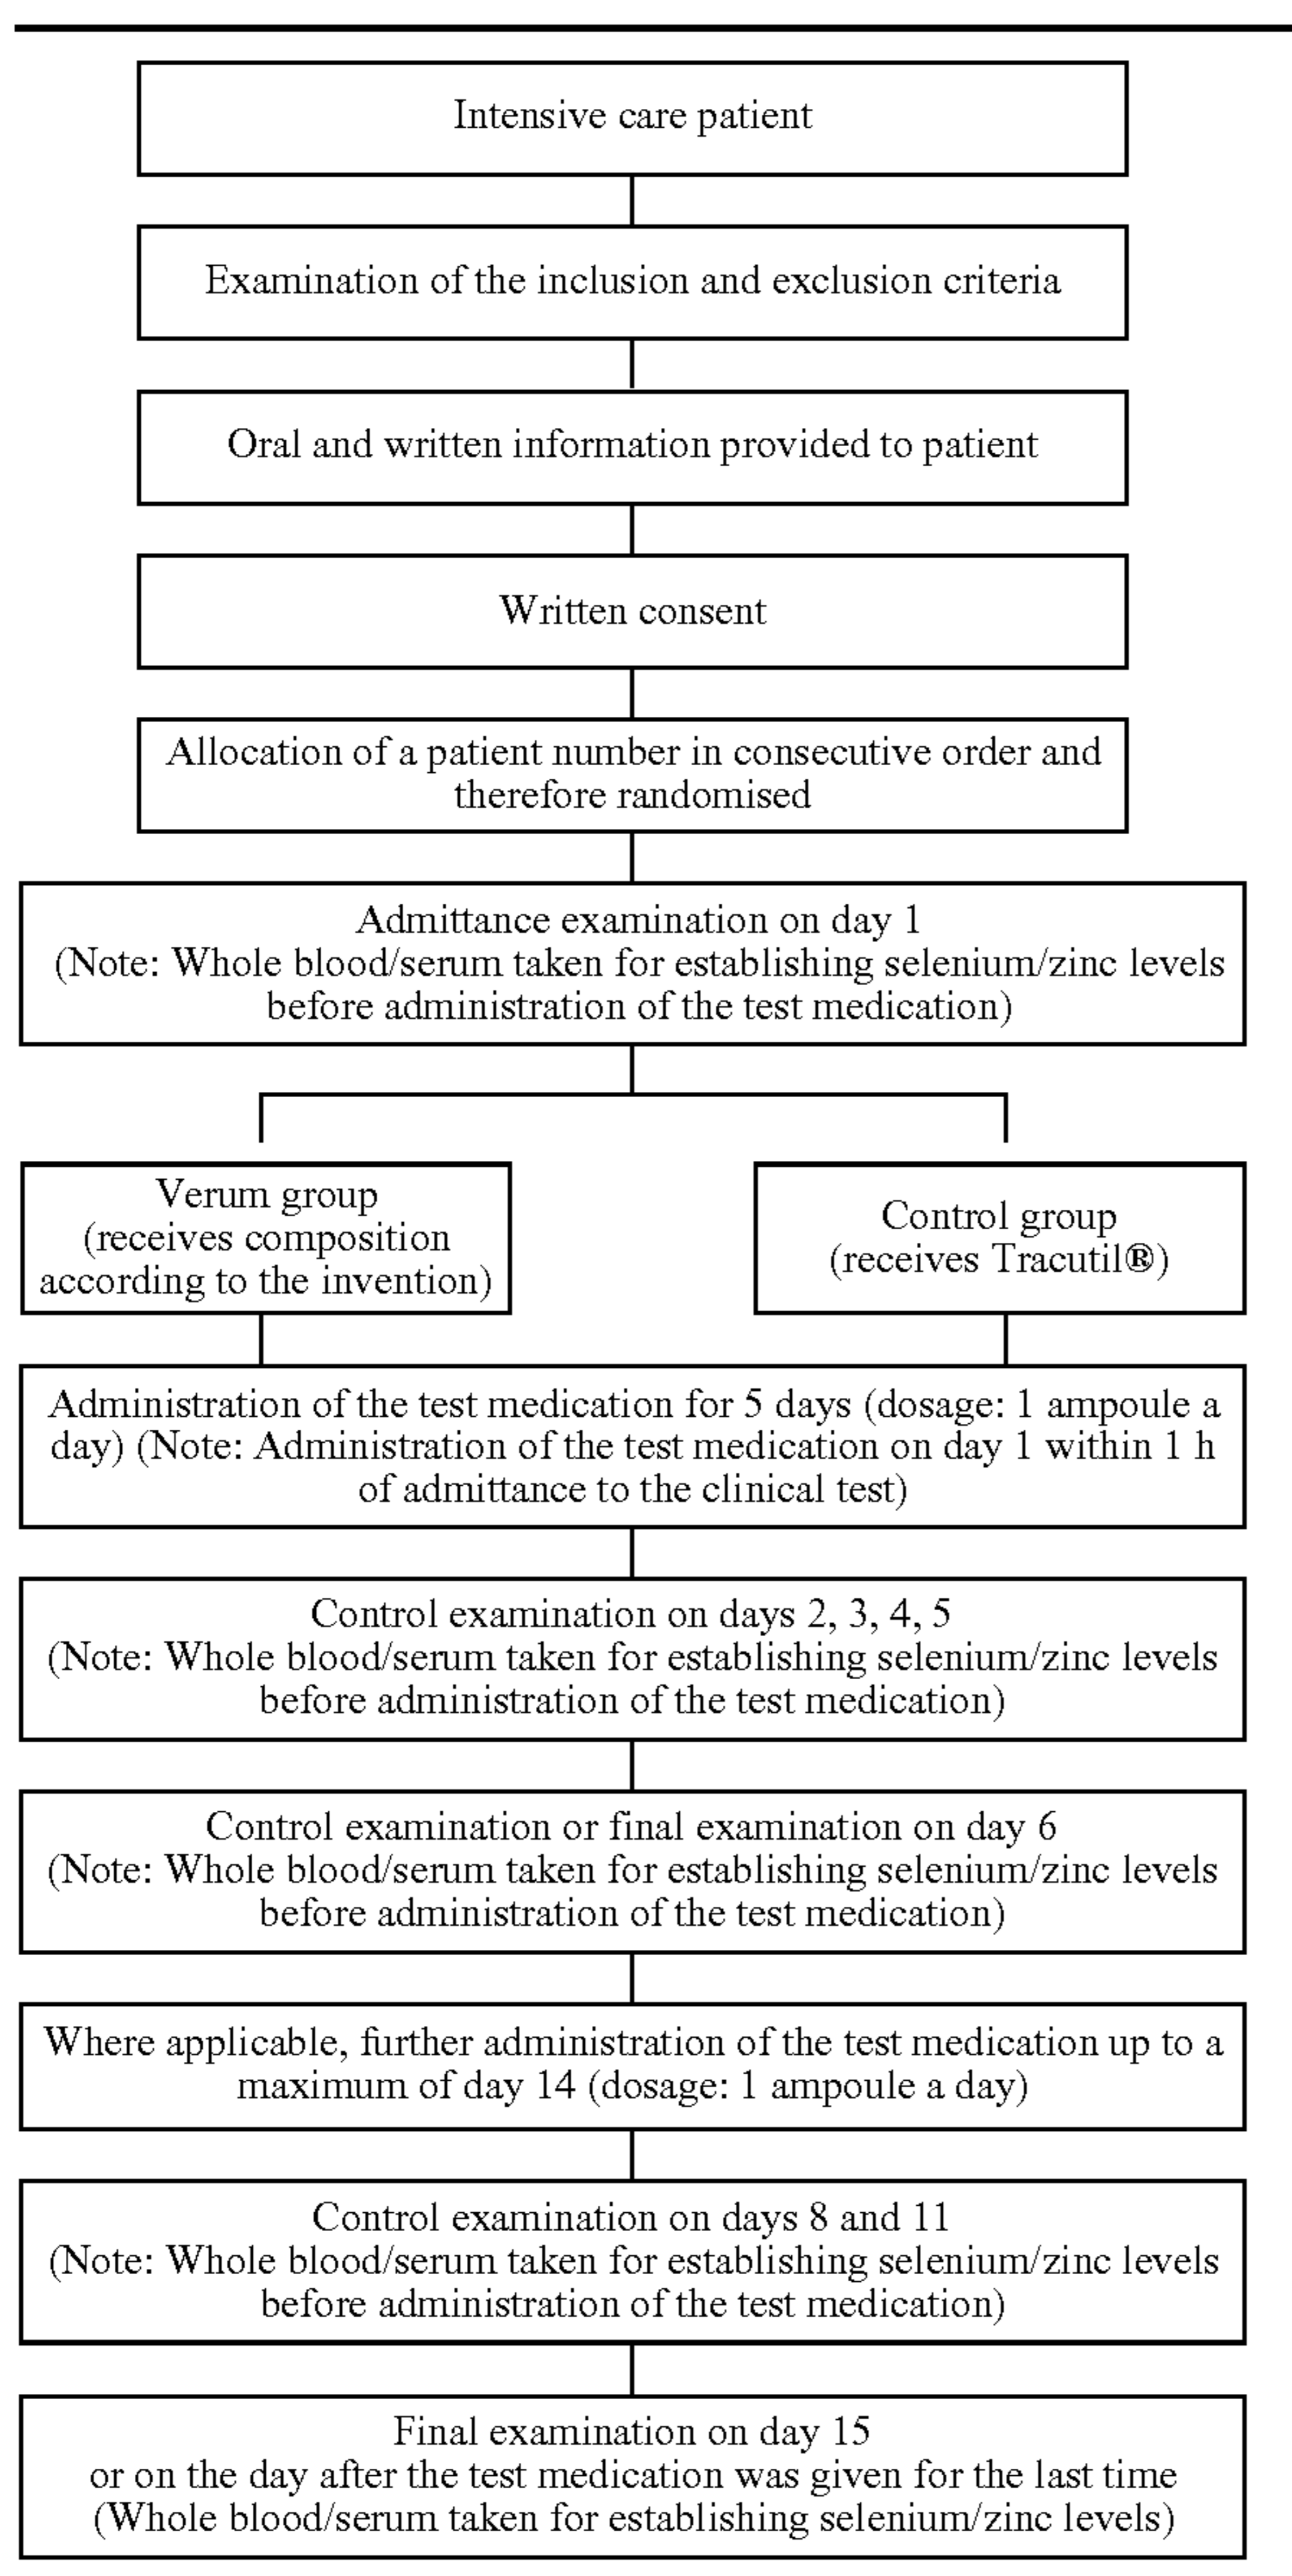 Intensive care patient
Examination of the inclusion and exclusion criteria
Oral and written information provided to patient
Written consent
Allocation of a patient number in consecutive order and
therefore randomised
Admittance examination on day 1
(Note: Whole blood/serum taken for establishing selenium/zinc levels
before administration of the test medication)
Verum group
(receives composition
according to the invention)
Control group
(receives Tracutil®)
Administration of the test medication for 5 days (dosage: 1 ampoule a
day) (Note: Administration of the test medication on day 1 within 1 h
of admittance to the clinical test)
Control examination on days 2, 3, 4, 5
(Note: Whole blood/serum taken for establishing selenium/zinc levels
before administration of the test medication)
Control examination or final examination on day 6
(Note: Whole blood/serum taken for establishing selenium/zinc levels
before administration of the test medication)
Where applicable, further administration of the test medication up to a
maximum of day 14 (dosage: 1 ampoule a day)
Control examination on days 8 and 11
(Note: Whole blood/serum taken for establishing selenium/zinc levels
before administration of the test medication)
Final examination on day 15
or on the day after the test medication was given for the last time
(Whole blood/serum taken for establishing selenium/zinc levels)